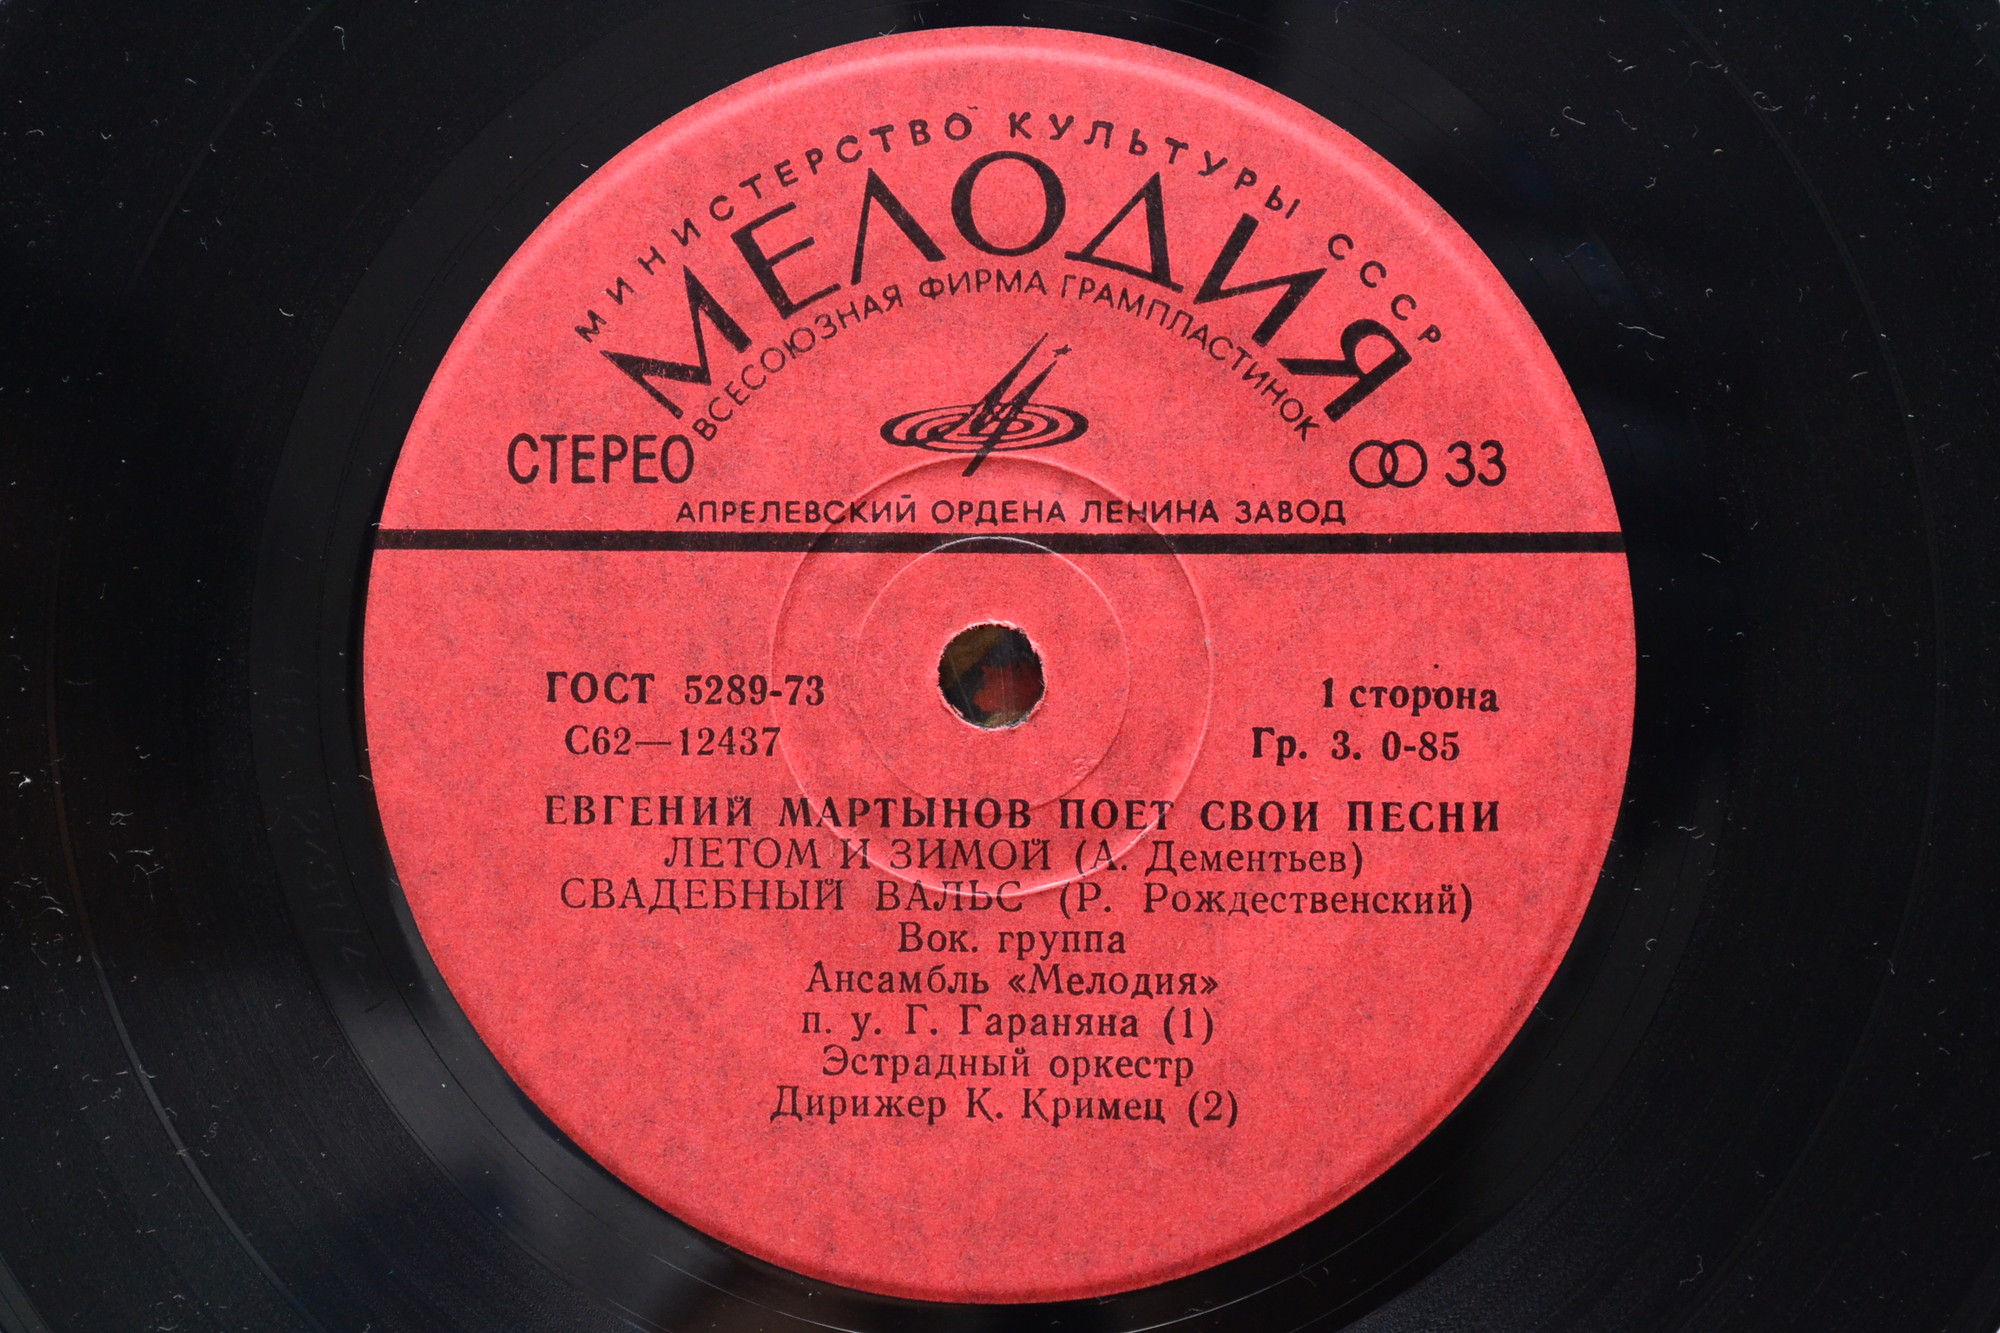 МИНИСТЕРСТВО КУЛЬТУРЫ СССР
МЕЛОДИЯ
ВСЕСОЮЗНАЯ ФИРМА ГРАМПЛАСТИНОК
СТЕРЕО
33
АПРЕЛЕВСКИЙ ОРДЕНА ЛЕНИНА ЗАВОД
ГОСТ 5289-73
1 сторона
С62—12437
Гр. 3. 0-85
ЕВГЕНИЙ МАРТЫНОВ ПОЕТ СВОИ ПЕСНИ
ЛЕТОМ И ЗИМОЙ (А. Дементьев)
СВАДЕБНЫЙ ВАЛЬС (Р. Рождественский)
Вок. группа
Ансамбль «Мелодия»
п. у. Г. Гараняна (1)
Эстрадный оркестр
Дирижер К. Кримец (2)